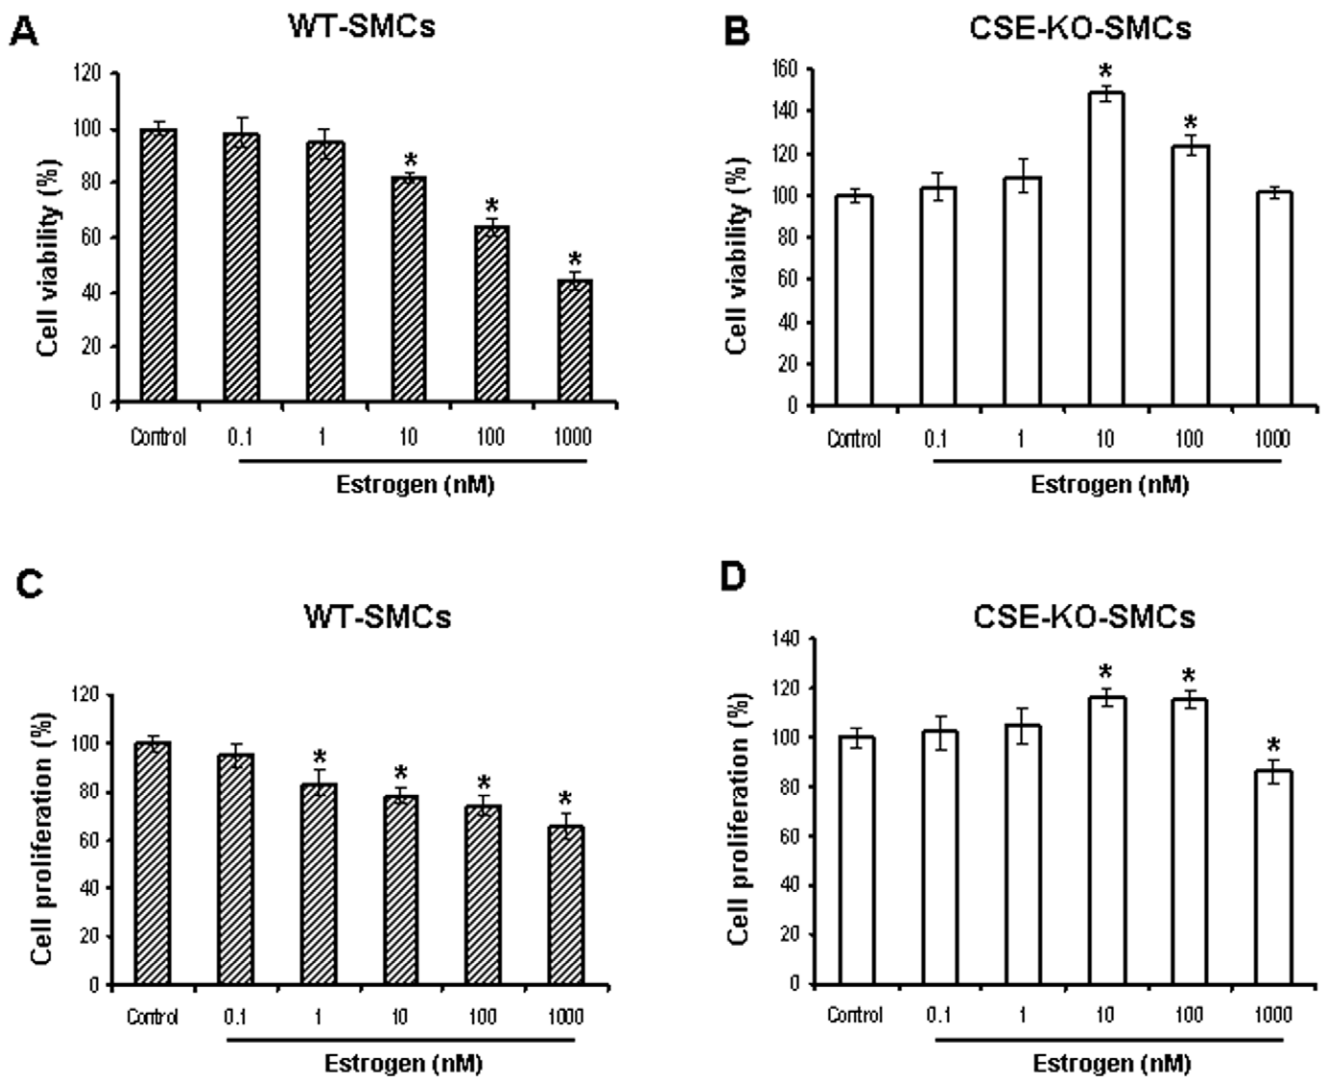 A
WT-SMCs
120
100
80
60
40
20
0
Cell viability (%)
*
*
*
Control 0.1 1 10 100 1000
Estrogen (nM)
B
CSE-KO-SMCs
160
140
120
100
80
60
40
20
0
Cell viability (%)
*
*
Control 0.1 1 10 100 1000
Estrogen (nM)
C
WT-SMCs
120
100
80
60
40
20
0
Cell proliferation (%)
*
*
*
*
Control 0.1 1 10 100 1000
Estrogen (nM)
D
CSE-KO-SMCs
140
120
100
80
60
40
20
0
Cell proliferation (%)
*
*
*
Control 0.1 1 10 100 1000
Estrogen (nM)